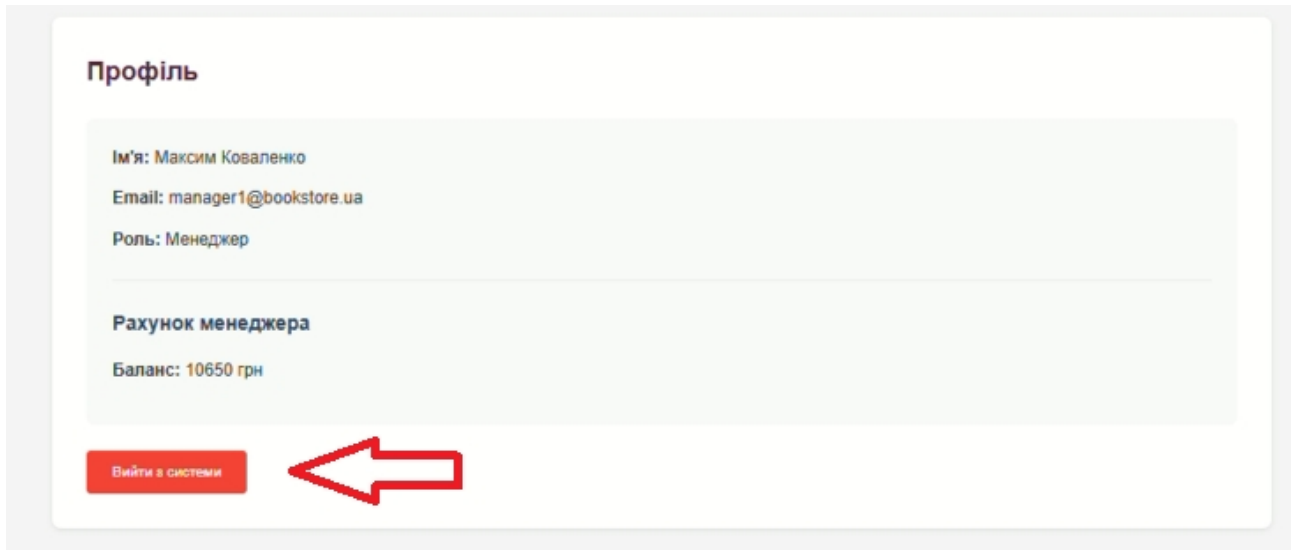 Профіль
Ім'я: Максим Коваленко
Email: manager1@bookstore.ua
Роль: Менеджер
Рахунок менеджера
Баланс: 10650 грн
Вийти з системи